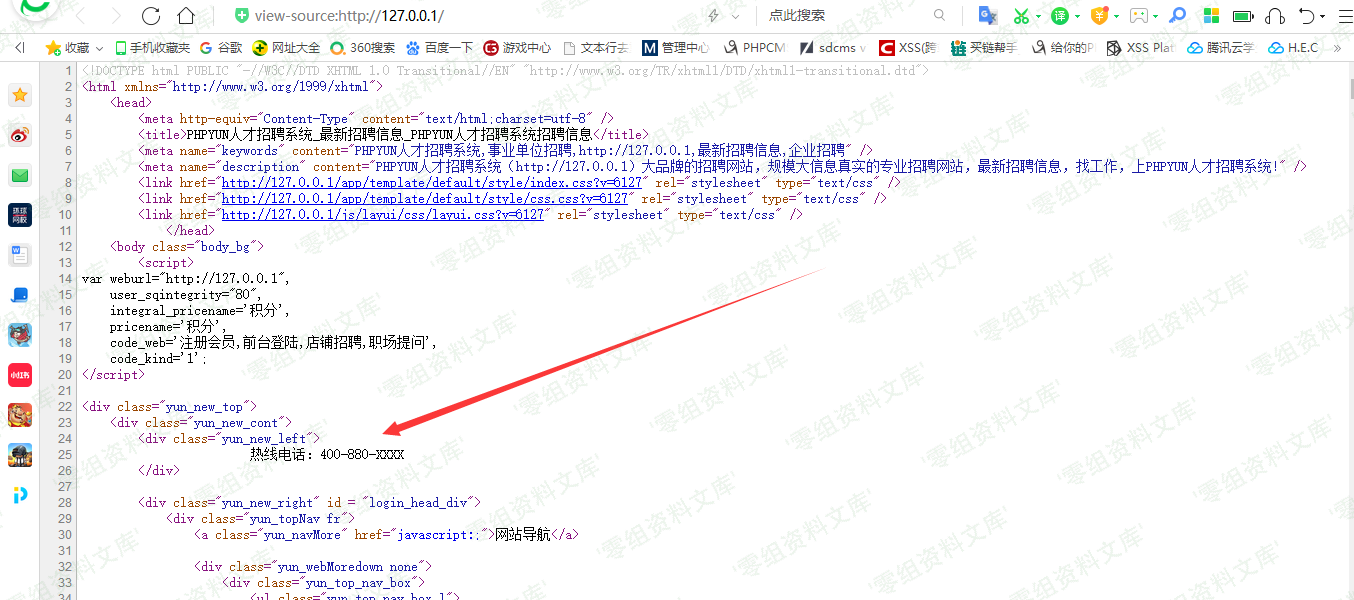 view-source:http://127.0.0.1/
点此搜索
收藏 手机收藏夹 谷歌 网址大全 360搜索 百度一下 游戏中心 文本行去 管理中心 PHPCM sdcms XSS(跨 买链帮手 给你的P XSS Plat 腾讯云学 H.E.C »
1 <!DOCTYPE html PUBLIC "-//W3C//DTD XHTML 1.0 Transitional//EN" "http://www.w3.org/TR/xhtml1/DTD/xhtml1-transitional.dtd">
2 <html xmlns="http://www.w3.org/1999/xhtml">
3 <head>
4 <meta http-equiv="Content-Type" content="text/html;charset=utf-8" />
5 <title>PHPYUN人才招聘系统_最新招聘信息_PHPYUN人才招聘系统招聘信息</title>
6 <meta name="keywords" content="PHPYUN人才招聘系统,事业单位招聘,http://127.0.0.1,最新招聘信息,企业招聘" />
7 <meta name="description" content="PHPYUN人才招聘系统（http://127.0.0.1）大品牌的招聘网站，规模大信息真实的专业招聘网站，最新招聘信息，找工作，上PHPYUN人才招聘系统!" />
8 <link href="http://127.0.0.1/app/template/default/style/index.css?v=6127" rel="stylesheet" type="text/css" />
9 <link href="http://127.0.0.1/app/template/default/style/css.css?v=6127" rel="stylesheet" type="text/css" />
10 <link href="http://127.0.0.1/js/layui/css/layui.css?v=6127" rel="stylesheet" type="text/css" />
11 </head>
12 <body class="body_bg">
13 <script>
14 var weburl="http://127.0.0.1",
15 user_sqintegrity="80",
16 integral_pricename='积分',
17 pricename='积分',
18 code_web='注册会员,前台登陆,店铺招聘,职场提问',
19 code_kind='1';
20 </script>
21
22 <div class="yun_new_top">
23 <div class="yun_new_cont">
24 <div class="yun_new_left">
25 热线电话：400-880-XXXX
26 </div>
27
28 <div class="yun_new_right" id = "login_head_div">
29 <div class="yun_topNav fr">
30 <a class="yun_navMore" href="javascript:;">网站导航</a>
31
32 <div class="yun_webMoredown none">
33 <div class="yun_top_nav_box">
34 <ul class="yun_top_nav_box_l">
零组资料文库